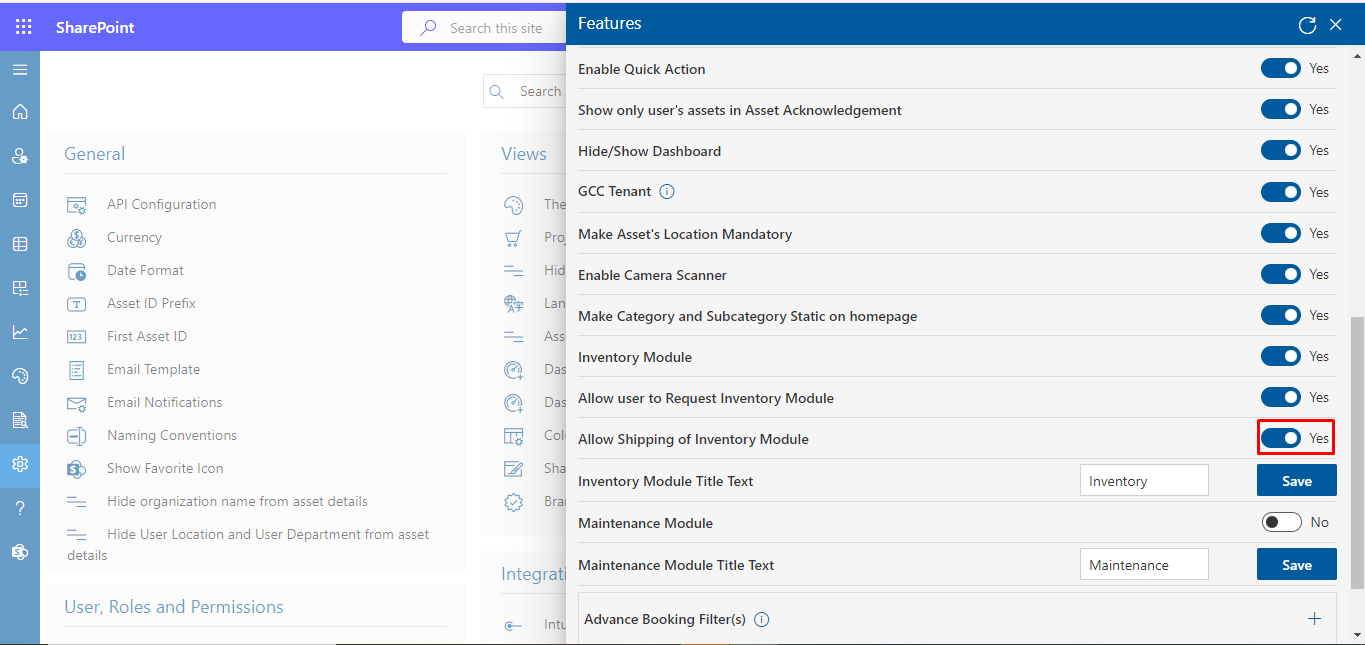 SharePoint
Search this site
Features
Search
General
API Configuration
Currency
Date Format
Asset ID Prefix
First Asset ID
Email Template
Email Notifications
Naming Conventions
Show Favorite Icon
Hide organization name from asset details
Hide User Location and User Department from asset
details
User, Roles and Permissions
Views
The
Proj
Hid
Lan
Ass
Das
Das
Col
Sha
Bra
Integrati
Intu
Enable Quick Action Yes
Show only user's assets in Asset Acknowledgement Yes
Hide/Show Dashboard Yes
GCC Tenant Yes
Make Asset's Location Mandatory Yes
Enable Camera Scanner Yes
Make Category and Subcategory Static on homepage Yes
Inventory Module Yes
Allow user to Request Inventory Module Yes
Allow Shipping of Inventory Module Yes
Inventory Module Title Text Inventory Save
Maintenance Module No
Maintenance Module Title Text Maintenance Save
Advance Booking Filter(s)